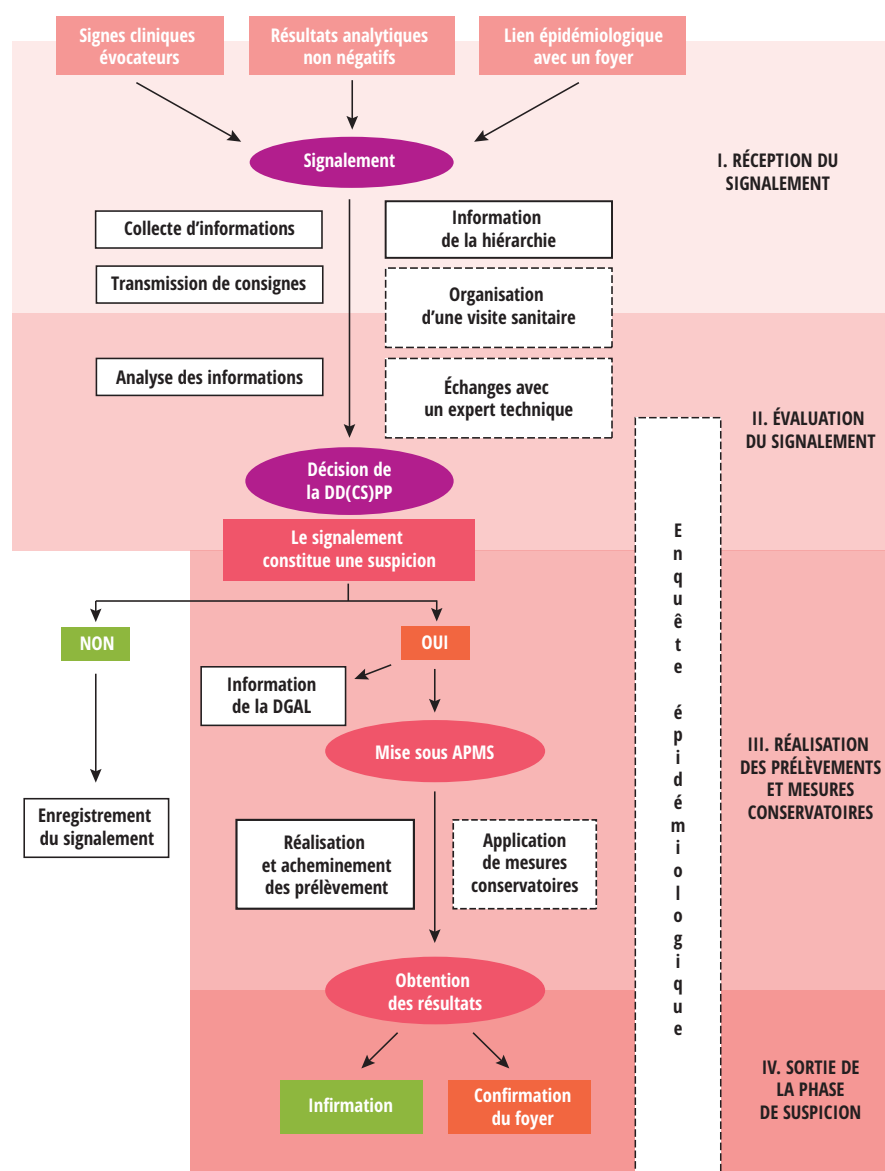 Signes cliniques
évocateurs
Résultats analytiques
non négatifs
Lien épidémiologique
avec un foyer
Signalement
I. RÉCEPTION DU
SIGNALEMENT
Collecte d'informations
Information
de la hiérarchie
Transmission de consignes
Organisation
d'une visite sanitaire
Analyse des informations
Échanges avec
un expert technique
II. ÉVALUATION
DU SIGNALEMENT
Décision de
la DD(CS)PP
Le signalement
constitue une suspicion
Enquête épidémiologique
NON
OUI
Information
de la DGAL
Mise sous APMS
III. RÉALISATION
DES PRÉLÈVEMENTS
ET MESURES
CONSERVATOIRES
Enregistrement
du signalement
Réalisation
et acheminement
des prélèvement
Application
de mesures
conservatoires
Obtention
des résultats
Infirmation
Confirmation
du foyer
IV. SORTIE DE
LA PHASE
DE SUSPICION